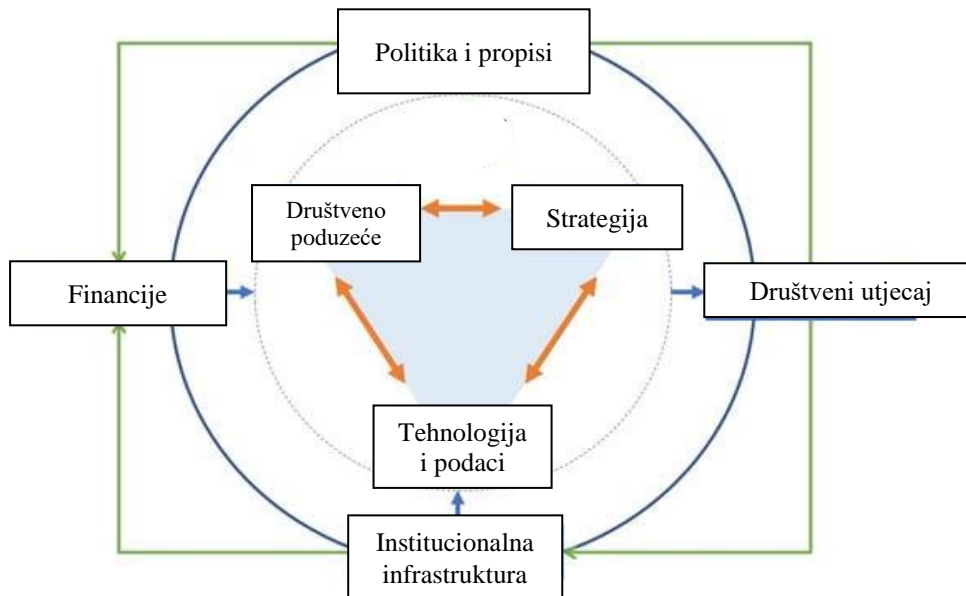 Politika i propisi
Društveno
poduzeće
Strategija
Financije
Društveni utjecaj
Tehnologija
i podaci
Institucionalna
infrastruktura